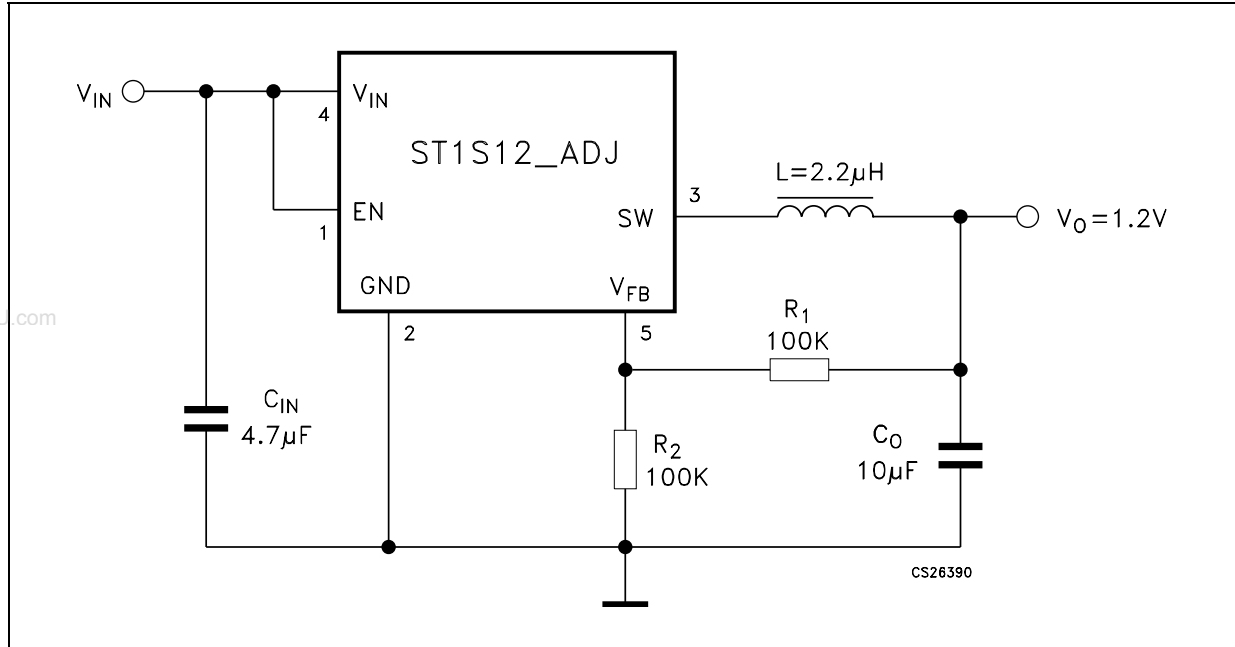 V_IN
4
V_IN
ST1S12_ADJ
L=2.2µH
3
EN
1
SW
V_O=1.2V
GND
V_FB
J.com
2
5
R_1
100K
C_IN
4.7µF
R_2
100K
C_O
10µF
CS26390